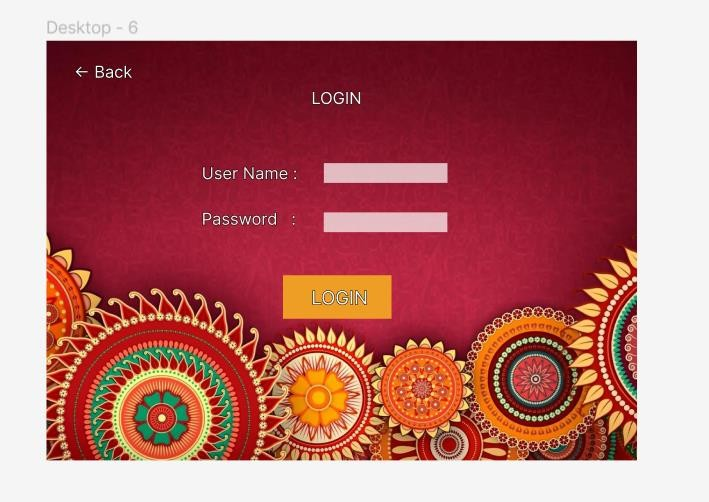 Desktop - 6
← Back
LOGIN
User Name :
Password :
LOGIN